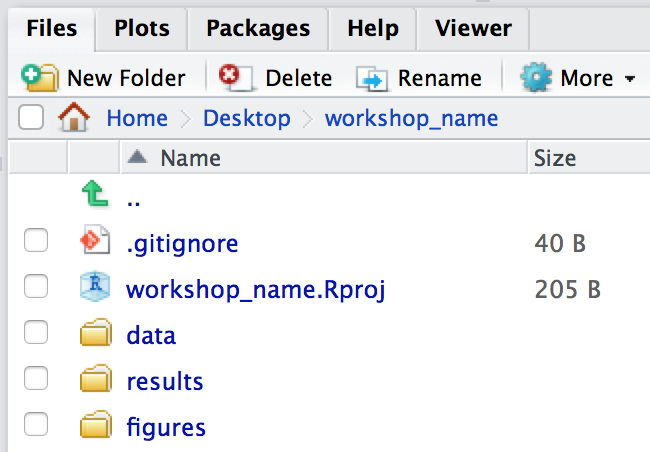 Files Plots Packages Help Viewer
New Folder Delete Rename More
Home Desktop workshop_name
Name Size
..
.gitignore 40 B
R workshop_name.Rproj 205 B
data
results
figures